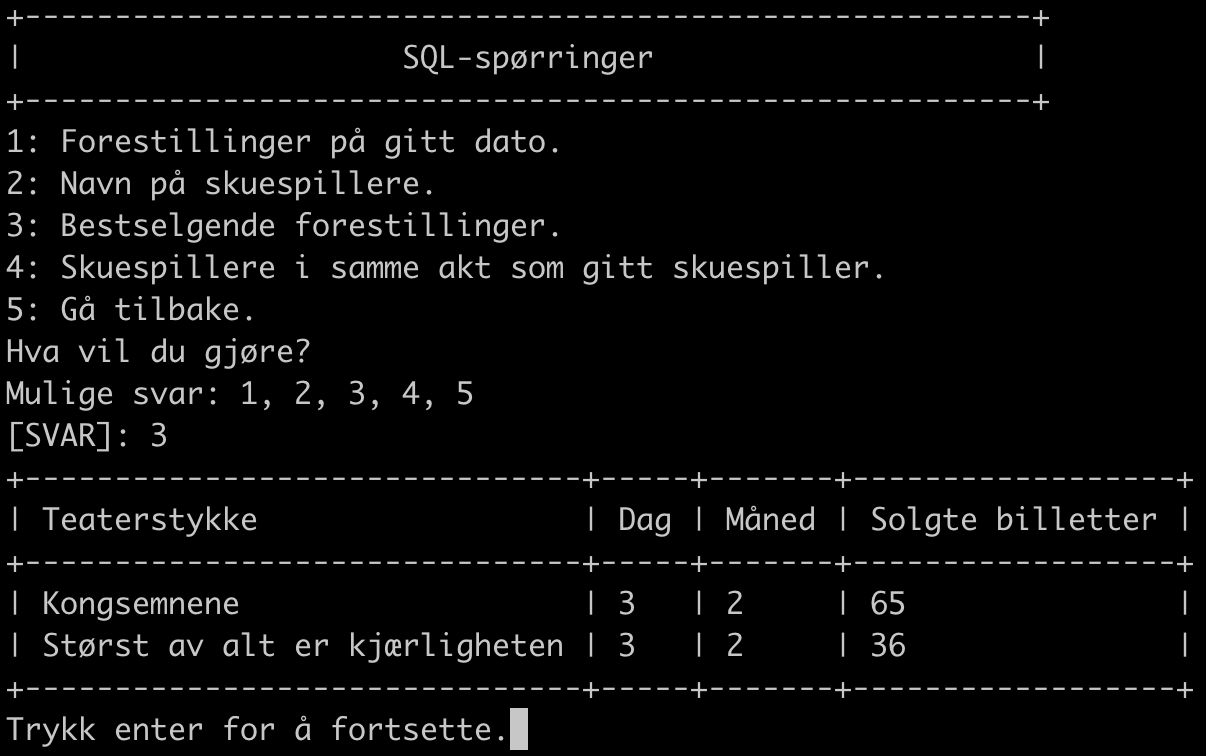 +--------------------------------------------------------+
|                     SQL-spørringer                     |
+--------------------------------------------------------+
1: Forestillinger på gitt dato.
2: Navn på skuespillere.
3: Bestselgende forestillinger.
4: Skuespillere i samme akt som gitt skuespiller.
5: Gå tilbake.
Hva vil du gjøre?
Mulige svar: 1, 2, 3, 4, 5
[SVAR]: 3
+-------------------------------+-----+-------+------------------+
| Teaterstykke                  | Dag | Måned | Solgte billetter |
+-------------------------------+-----+-------+------------------+
| Kongsemnene                   | 3   | 2     | 65               |
| Størst av alt er kjærligheten | 3   | 2     | 36               |
+-------------------------------+-----+-------+------------------+
Trykk enter for å fortsette.